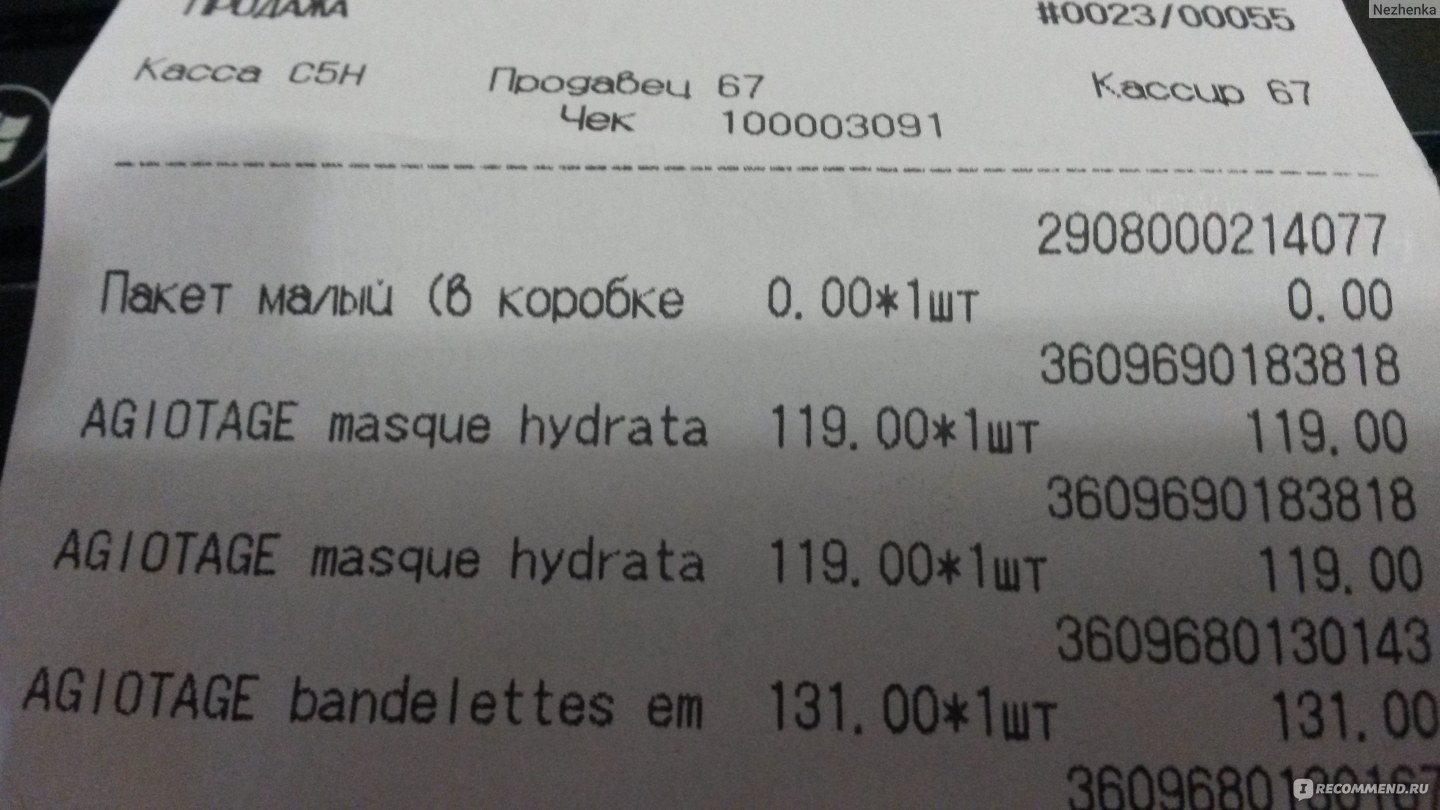 Nezhenka
ПРОДАЖА #0023/00055
Касса C5H Продавец 67 Кассир 67
Чек 100003091
2908000214077
Пакет малый (в коробке 0.00*1шт 0.00
3609690183818
AGIOTAGE masque hydrata 119.00*1шт 119.00
3609690183818
AGIOTAGE masque hydrata 119.00*1шт 119.00
3609680130143
AGIOTAGE bandelettes em 131.00*1шт 131.00
IRECOMMEND.RU